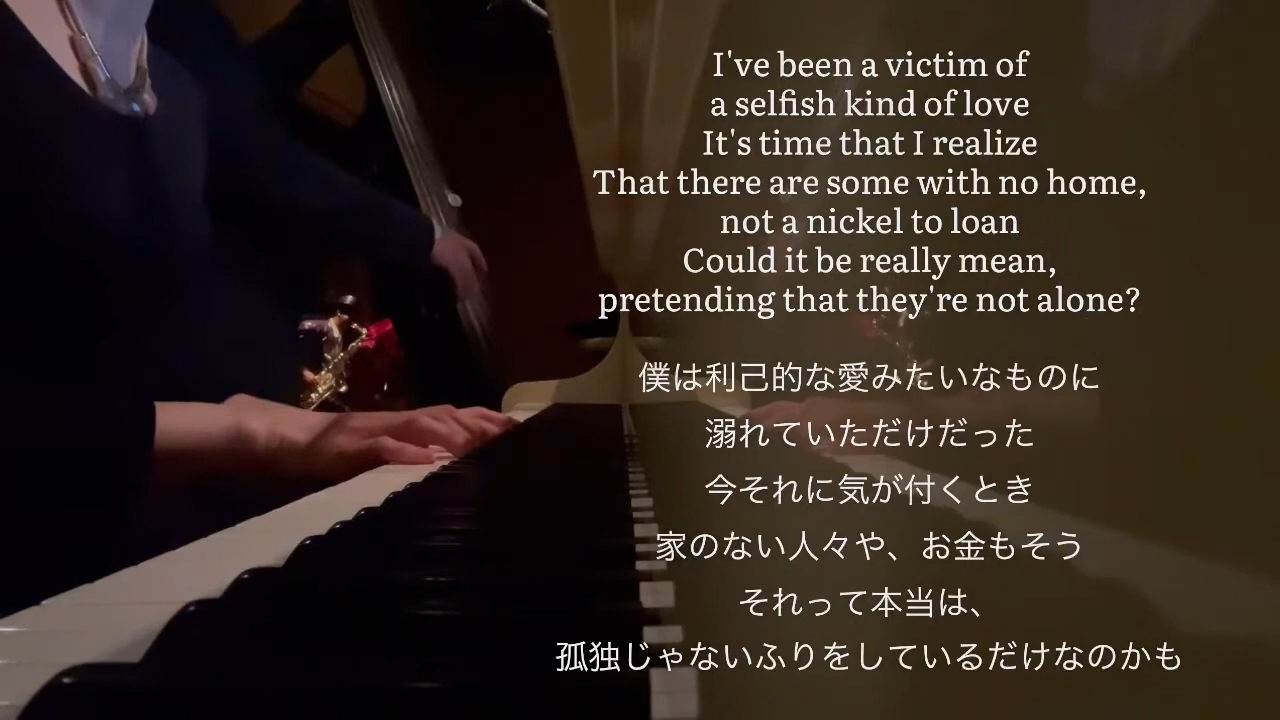 I've been a victim of
a selfish kind of love
It's time that I realize
That there are some with no home,
not a nickel to loan
Could it be really mean,
pretending that they're not alone?
僕は利己的な愛みたいなものに
溺れていただけだった
今それに気が付くとき
家のない人々や、お金もそう
それって本当は、
孤独じゃないふりをしているだけなのかも